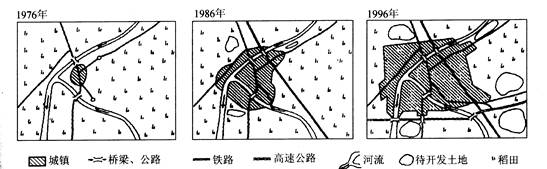 1976年 1986年 1996年
城镇 桥梁、公路 铁路 高速公路 河流 待开发土地 稻田